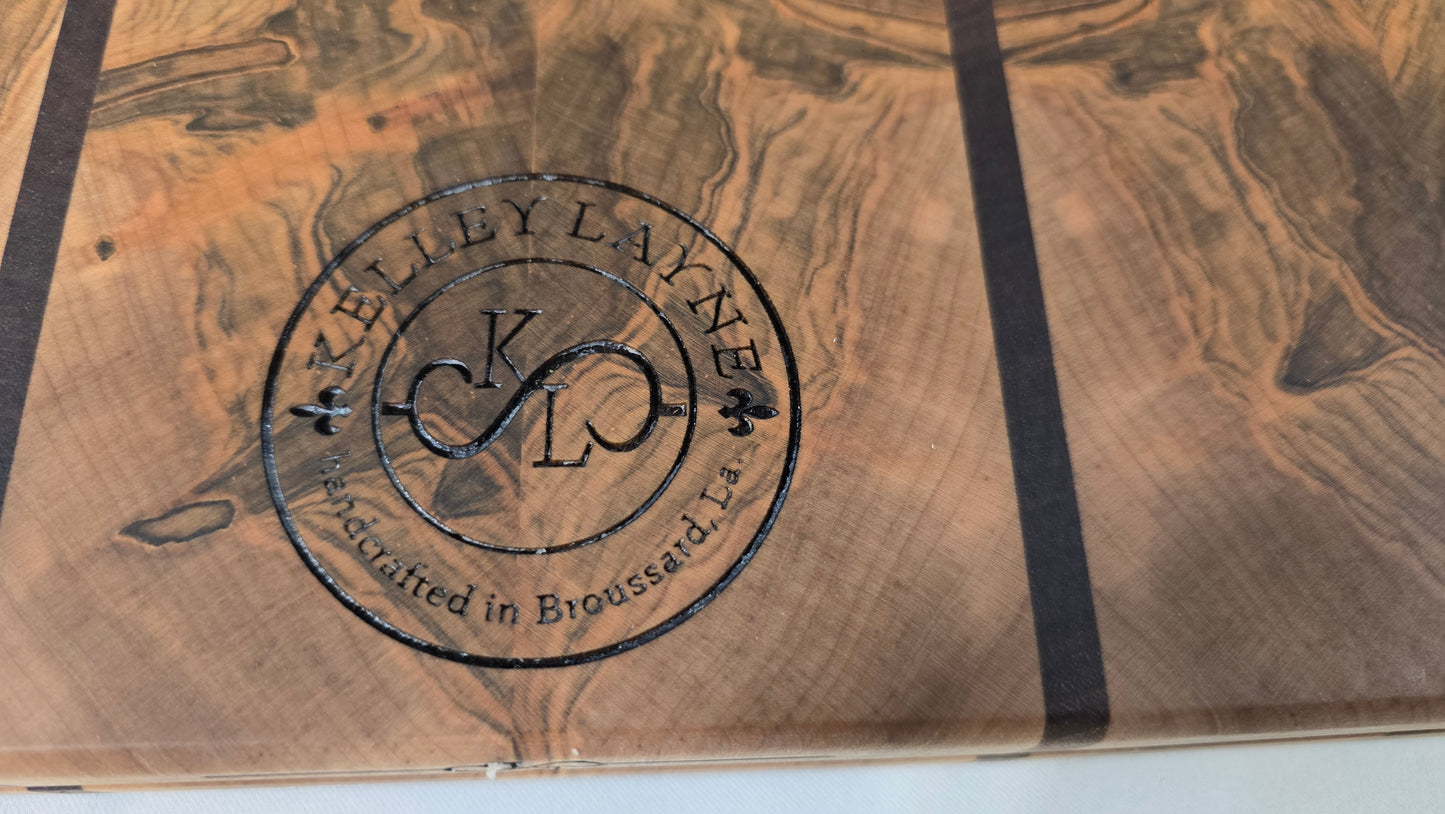 KELLEY LAYNE
K
L
Handcrafted in Broussard, La.